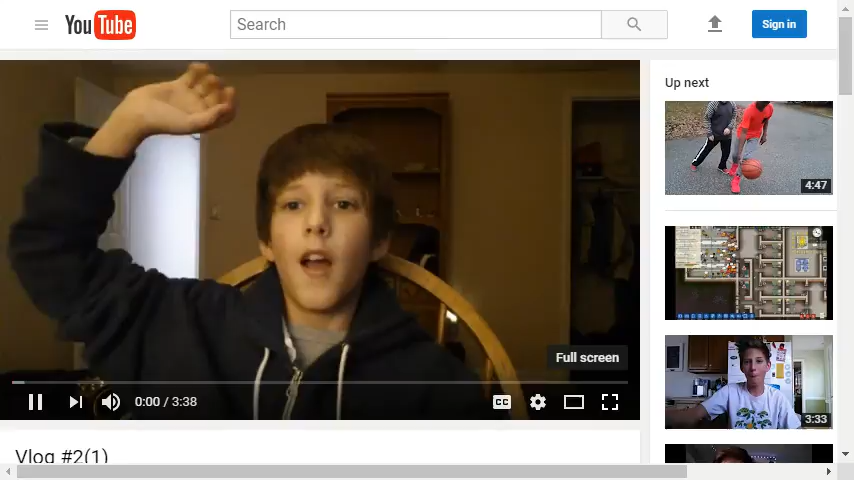 YouTube
Search
Sign in
Up next
4:47
3:33
Full screen
0:00 / 3:38
CC
Vlog #2(1)